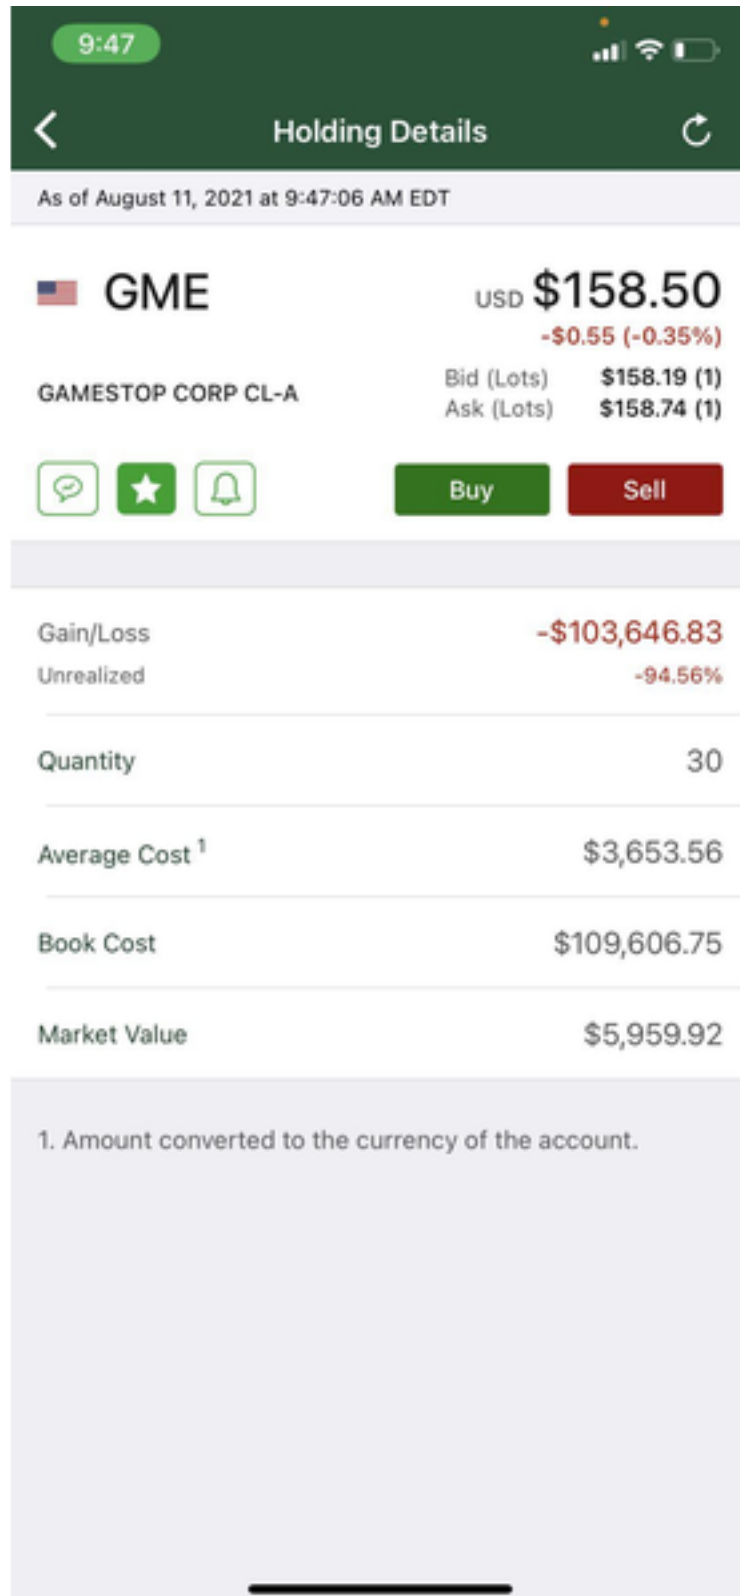 9:47
Holding Details
As of August 11, 2021 at 9:47:06 AM EDT
GME USD $158.50
-$0.55 (-0.35%)
GAMESTOP CORP CL-A
Bid (Lots) $158.19 (1)
Ask (Lots) $158.74 (1)
Buy Sell
Gain/Loss -$103,646.83
Unrealized -94.56%
Quantity 30
Average Cost 1 $3,653.56
Book Cost $109,606.75
Market Value $5,959.92
1. Amount converted to the currency of the account.